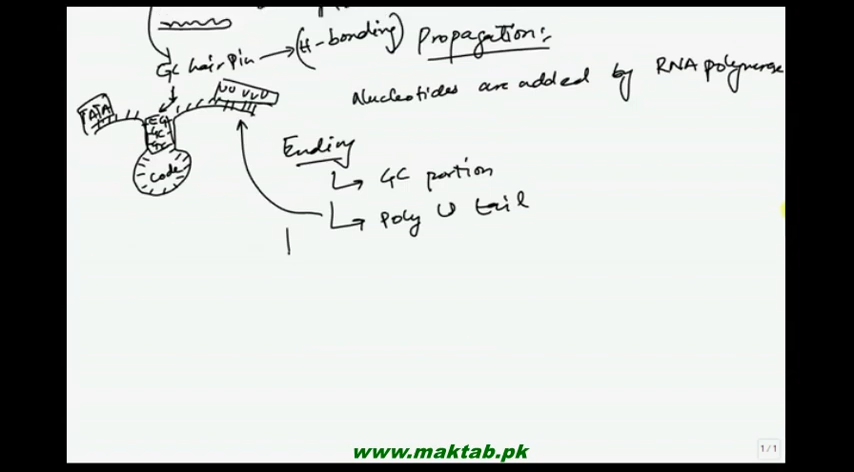 GC hair Pin → (H-bonding) Propagation:-
Nucleotides are added by RNA polymerase
UU UUU
TATA
GC
GC
code
Ending
GC portion
Poly U tail
www.maktab.pk
1/1